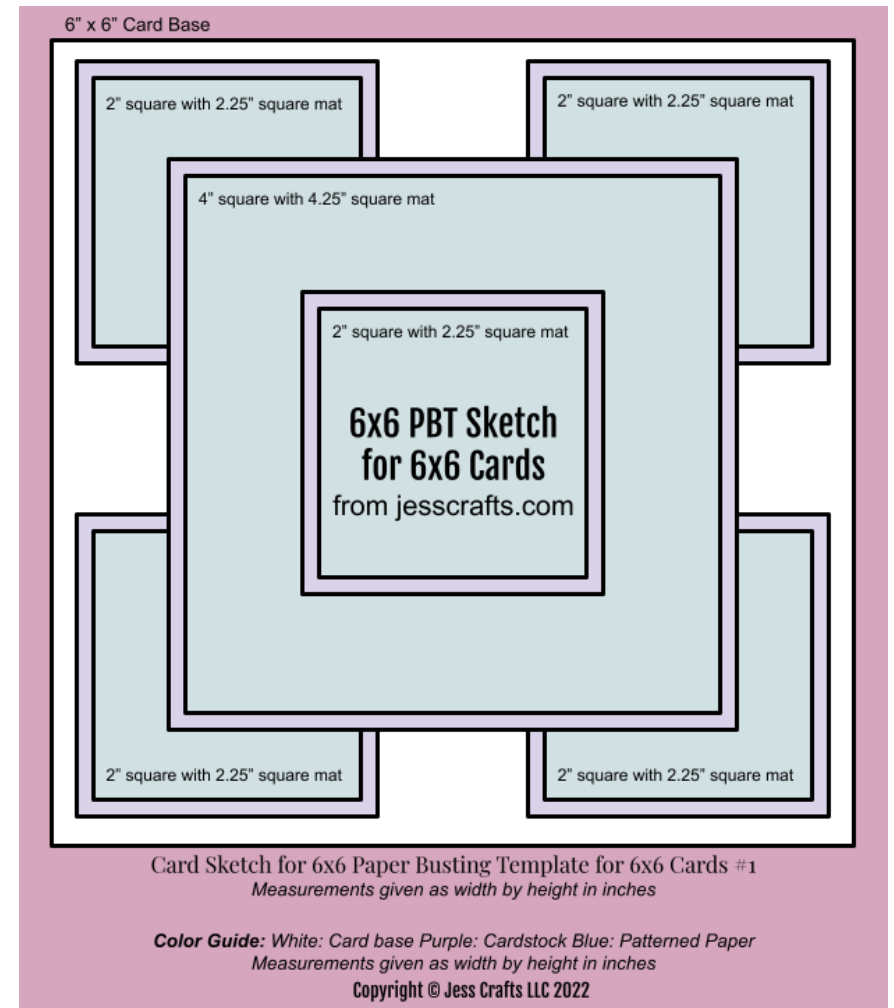 6” x 6” Card Base
2” square with 2.25” square mat
2” square with 2.25” square mat
4” square with 4.25” square mat
2” square with 2.25” square mat
6x6 PBT Sketch
for 6x6 Cards
from jesscrafts.com
2” square with 2.25” square mat
2” square with 2.25” square mat
Card Sketch for 6x6 Paper Busting Template for 6x6 Cards #1
Measurements given as width by height in inches
Color Guide: White: Card base Purple: Cardstock Blue: Patterned Paper
Measurements given as width by height in inches
Copyright © Jess Crafts LLC 2022